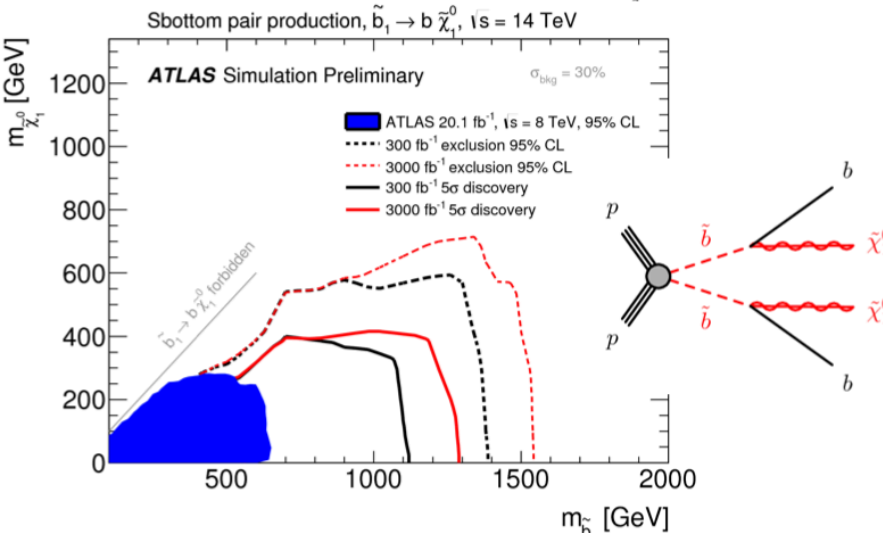 Sbottom pair production, b̃₁ → b χ̃₁⁰, √s = 14 TeV
m_χ̃₁⁰ [GeV]
ATLAS Simulation Preliminary
σ_bkg = 30%
ATLAS 20.1 fb⁻¹, √s = 8 TeV, 95% CL
300 fb⁻¹ exclusion 95% CL
3000 fb⁻¹ exclusion 95% CL
300 fb⁻¹ 5σ discovery
3000 fb⁻¹ 5σ discovery
b̃₁ → b χ̃₁⁰ forbidden
1200
1000
800
600
400
200
0
500
1000
1500
2000
m_b̃ [GeV]
p
p
b̃
b̃
b
χ̃
χ̃
b